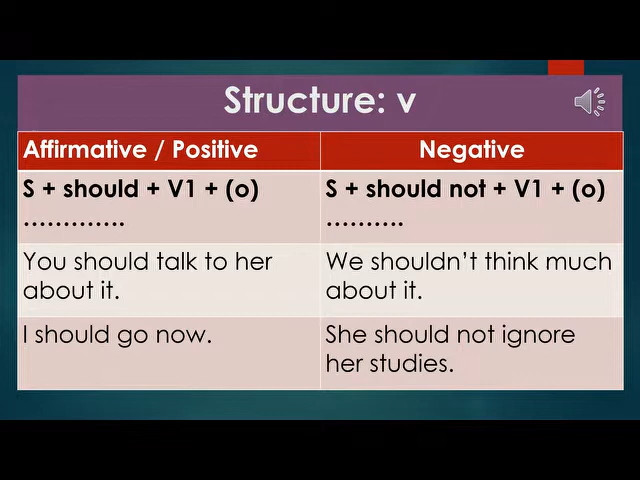 Structure: v
Affirmative / Positive
Negative
S + should + V1 + (o)
.............
S + should not + V1 + (o)
..........
You should talk to her
about it.
We shouldn't think much
about it.
I should go now.
She should not ignore
her studies.